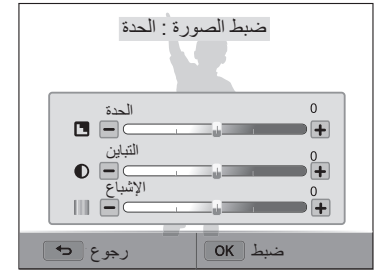 ضبط الصورة : الحدة
الحدة 0
التباين 0
الإشباع 0
ضبط OK رجوع